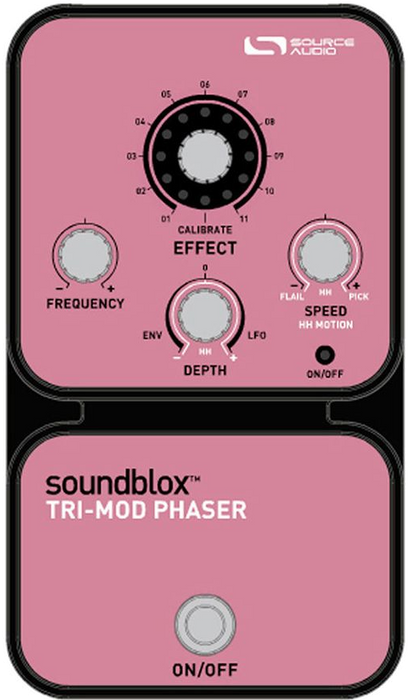 SOURCE
AUDIO
06
05 07
04 08
03 09
02 10
01 11
CALIBRATE
EFFECT
- +
FREQUENCY
0
ENV LFO
- HH +
DEPTH
- +
FLAIL HH PICK
SPEED
HH MOTION
ON/OFF
soundblox™
TRI-MOD PHASER
ON/OFF